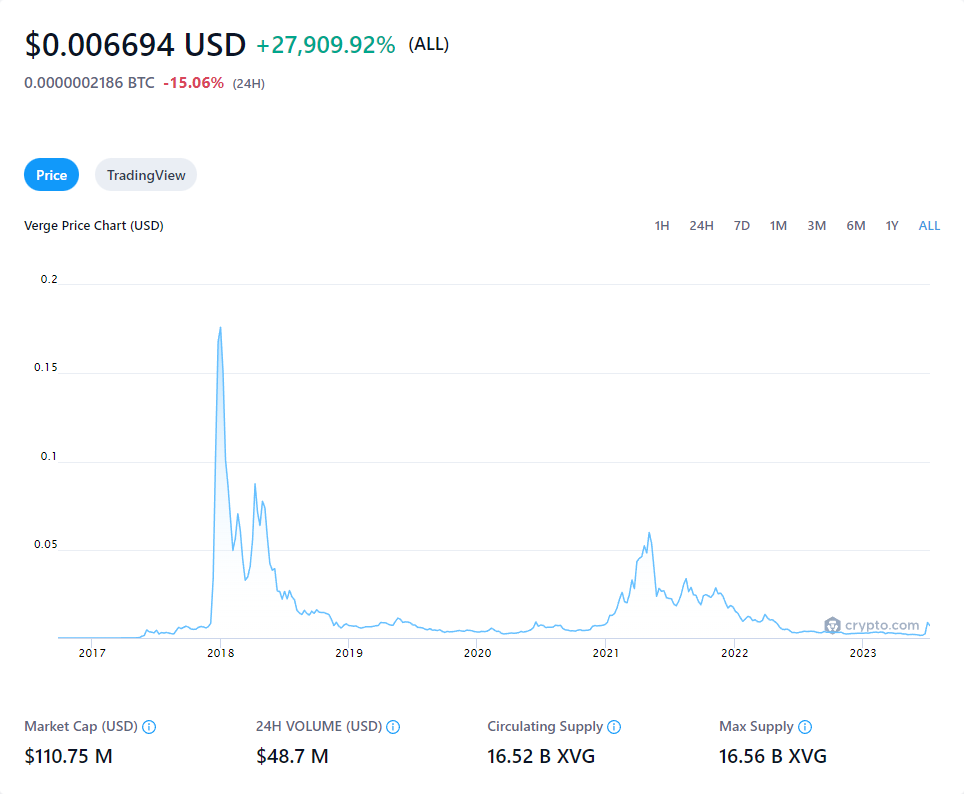 $0.006694 USD +27,909.92% (ALL)
0.0000002186 BTC -15.06% (24H)
Price TradingView
Verge Price Chart (USD) 1H 24H 7D 1M 3M 6M 1Y ALL
0.2
0.15
0.1
0.05
crypto.com
2017 2018 2019 2020 2021 2022 2023
Market Cap (USD) 24H VOLUME (USD) Circulating Supply Max Supply
$110.75 M $48.7 M 16.52 B XVG 16.56 B XVG